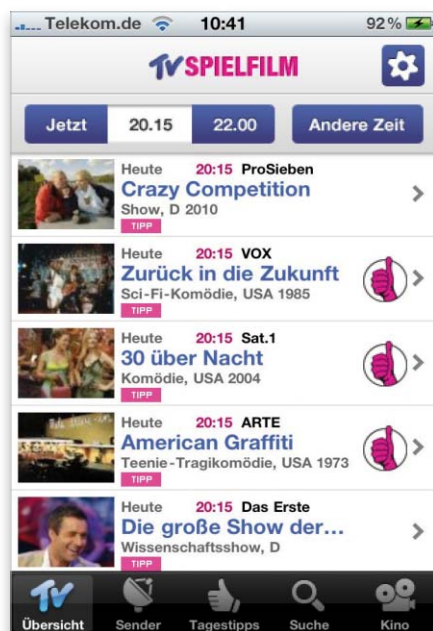 Telekom.de 10:41 92%
TV SPIELFILM
Jetzt 20.15 22.00 Andere Zeit
Heute 20:15 ProSieben
Crazy Competition
Show, D 2010
TIPP
Heute 20:15 VOX
Zurück in die Zukunft
Sci-Fi-Komödie, USA 1985
TIPP
Heute 20:15 Sat.1
30 über Nacht
Komödie, USA 2004
TIPP
Heute 20:15 ARTE
American Graffiti
Teenie-Tragikomödie, USA 1973
TIPP
Heute 20:15 Das Erste
Die große Show der...
Wissenschaftsshow, D
TIPP
TV
Übersicht Sender Tagestipps Suche Kino